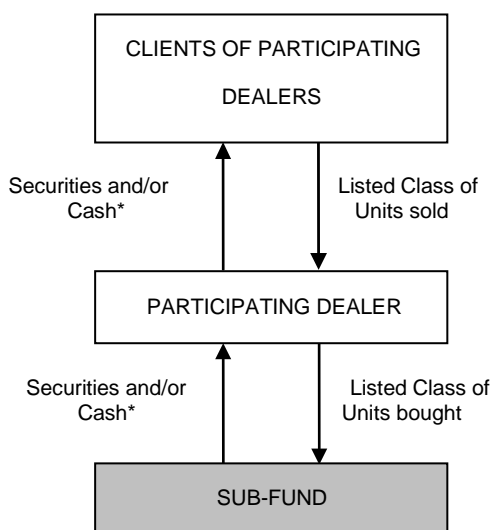 CLIENTS OF PARTICIPATING
DEALERS
Securities and/or
Cash*
Listed Class of
Units sold
PARTICIPATING DEALER
Securities and/or
Cash*
Listed Class of
Units bought
SUB-FUND